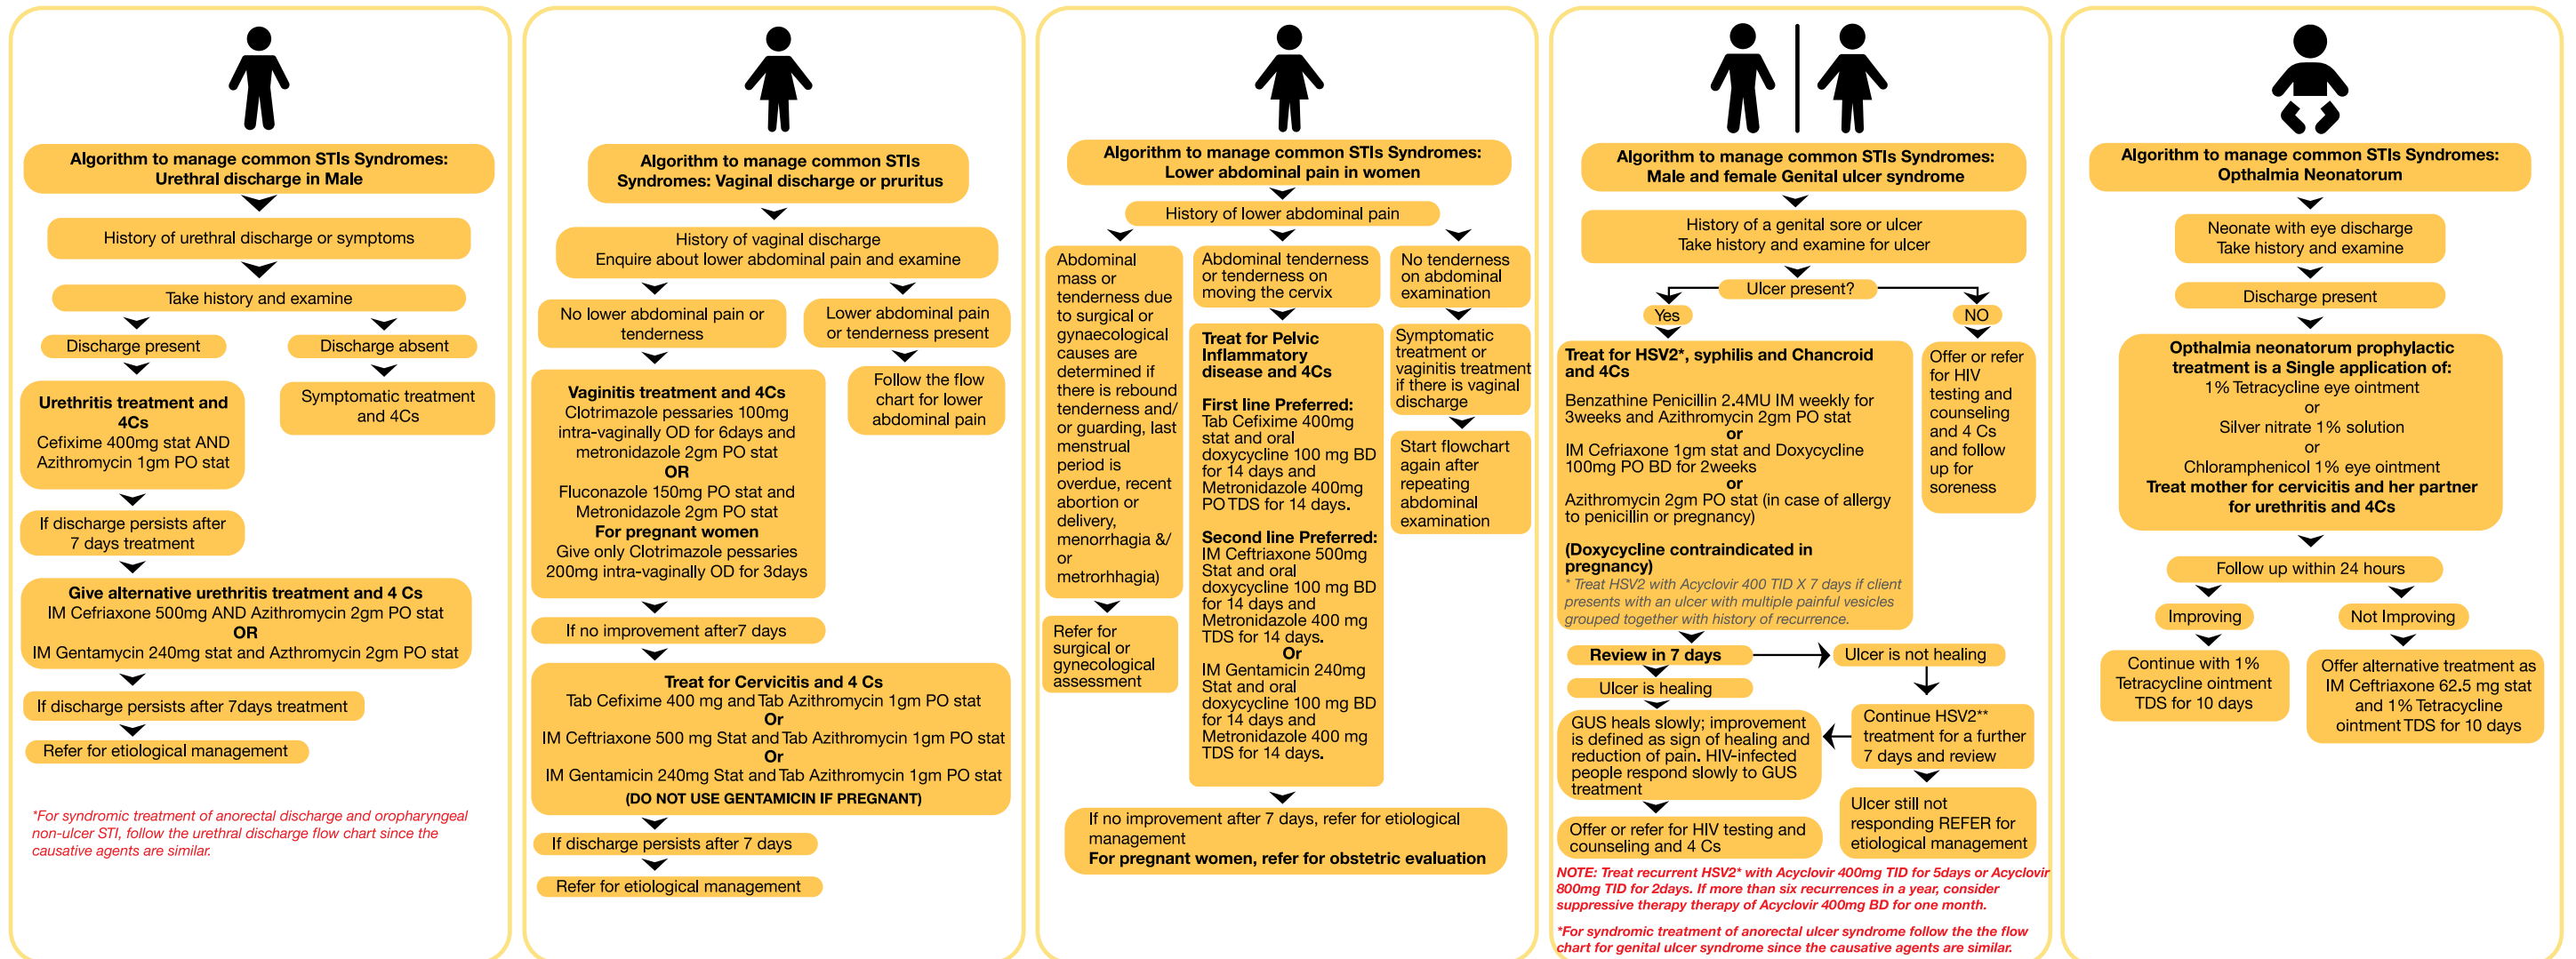 Algorithm to manage common STIs Syndromes:
Urethral discharge in Male
History of urethral discharge or symptoms
Take history and examine
Discharge present
Discharge absent
Urethritis treatment and
4Cs
Cefixime 400mg stat AND
Azithromycin 1gm PO stat
Symptomatic treatment
and 4Cs
If discharge persists after
7 days treatment
Give alternative urethritis treatment and 4 Cs
IM Cefriaxone 500mg AND Azithromycin 2gm PO stat
OR
IM Gentamycin 240mg stat and Azthromycin 2gm PO stat
If discharge persists after 7days treatment
Refer for etiological management
*For syndromic treatment of anorectal discharge and oropharyngeal
non-ulcer STI, follow the urethral discharge flow chart since the
causative agents are similar.
Algorithm to manage common STIs
Syndromes: Vaginal discharge or pruritus
History of vaginal discharge
Enquire about lower abdominal pain and examine
No lower abdominal pain or
tenderness
Lower abdominal pain
or tenderness present
Vaginitis treatment and 4Cs
Clotrimazole pessaries 100mg
intra-vaginally OD for 6days and
metronidazole 2gm PO stat
OR
Fluconazole 150mg PO stat and
Metronidazole 2gm PO stat
For pregnant women
Give only Clotrimazole pessaries
200mg intra-vaginally OD for 3days
Follow the flow
chart for lower
abdominal pain
If no improvement after7 days
Treat for Cervicitis and 4 Cs
Tab Cefixime 400 mg and Tab Azithromycin 1gm PO stat
Or
IM Ceftriaxone 500 mg Stat and Tab Azithromycin 1gm PO stat
Or
IM Gentamicin 240mg Stat and Tab Azithromycin 1gm PO stat
(DO NOT USE GENTAMICIN IF PREGNANT)
If discharge persists after 7 days
Refer for etiological management
Algorithm to manage common STIs Syndromes:
Lower abdominal pain in women
History of lower abdominal pain
Abdominal
mass or
tenderness due
to surgical or
gynaecological
causes are
determined if
there is rebound
tenderness and/
or guarding, last
menstrual
period is
overdue, recent
abortion or
delivery,
menorrhagia &/
or
metrorhhagia)
Refer for
surgical or
gynecological
assessment
Abdominal tenderness
or tenderness on
moving the cervix
Treat for Pelvic
Inflammatory
disease and 4Cs
First line Preferred:
Tab Cefixime 400mg
stat and oral
doxycycline 100 mg BD
for 14 days and
Metronidazole 400mg
PO TDS for 14 days.
Second line Preferred:
IM Ceftriaxone 500mg
Stat and oral
doxycycline 100 mg BD
for 14 days and
Metronidazole 400 mg
TDS for 14 days.
Or
IM Gentamicin 240mg
Stat and oral
doxycycline 100 mg BD
for 14 days and
Metronidazole 400 mg
TDS for 14 days.
No tenderness
on abdominal
examination
Symptomatic
treatment or
vaginitis treatment
if there is vaginal
discharge
Start flowchart
again after
repeating
abdominal
examination
If no improvement after 7 days, refer for etiological
management
For pregnant women, refer for obstetric evaluation
Algorithm to manage common STIs Syndromes:
Male and female Genital ulcer syndrome
History of a genital sore or ulcer
Take history and examine for ulcer
Ulcer present?
Yes
NO
Treat for HSV2*, syphilis and Chancroid
and 4Cs
Benzathine Penicillin 2.4MU IM weekly for
3weeks and Azithromycin 2gm PO stat
or
IM Cefriaxone 1gm stat and Doxycycline
100mg PO BD for 2weeks
or
Azithromycin 2gm PO stat (in case of allergy
to penicillin or pregnancy)
(Doxycycline contraindicated in
pregnancy)
* Treat HSV2 with Acyclovir 400 TID X 7 days if client
presents with an ulcer with multiple painful vesicles
grouped together with history of recurrence.
Offer or refer
for HIV
testing and
counseling
and 4 Cs
and follow
up for
soreness
Review in 7 days
Ulcer is not healing
Ulcer is healing
GUS heals slowly; improvement
is defined as sign of healing and
reduction of pain. HIV-infected
people respond slowly to GUS
treatment
Continue HSV2**
treatment for a further
7 days and review
Offer or refer for HIV testing and
counseling and 4 Cs
Ulcer still not
responding REFER for
etiological management
NOTE: Treat recurrent HSV2* with Acyclovir 400mg TID for 5days or Acyclovir
800mg TID for 2days. If more than six recurrences in a year, consider
suppressive therapy therapy of Acyclovir 400mg BD for one month.
*For syndromic treatment of anorectal ulcer syndrome follow the the flow
chart for genital ulcer syndrome since the causative agents are similar.
Algorithm to manage common STIs Syndromes:
Opthalmia Neonatorum
Neonate with eye discharge
Take history and examine
Discharge present
Opthalmia neonatorum prophylactic
treatment is a Single application of:
1% Tetracycline eye ointment
or
Silver nitrate 1% solution
or
Chloramphenicol 1% eye ointment
Treat mother for cervicitis and her partner
for urethritis and 4Cs
Follow up within 24 hours
Improving
Not Improving
Continue with 1%
Tetracycline ointment
TDS for 10 days
Offer alternative treatment as
IM Ceftriaxone 62.5 mg stat
and 1% Tetracycline
ointment TDS for 10 days